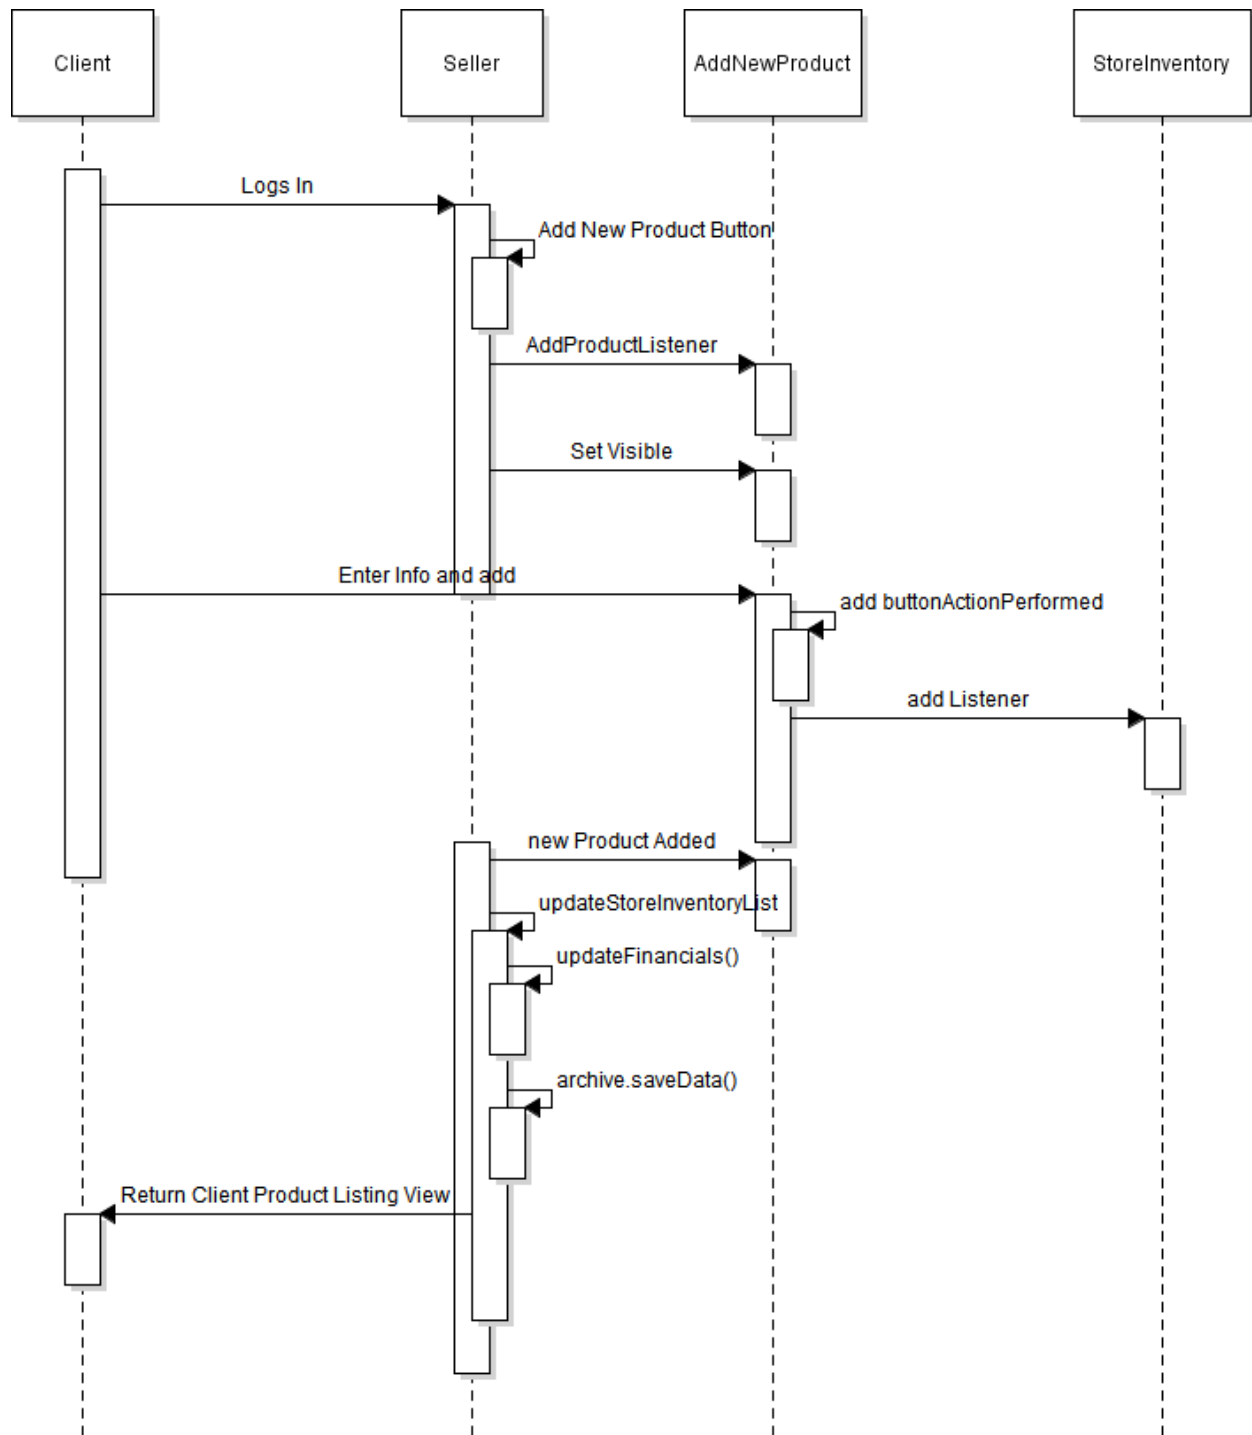 Client
Seller
AddNewProduct
StoreInventory
Logs In
Add New Product Button
AddProductListener
Set Visible
Enter Info and add
add buttonActionPerformed
add Listener
new Product Added
updateStoreInventoryList
updateFinancials()
archive.saveData()
Return Client Product Listing View